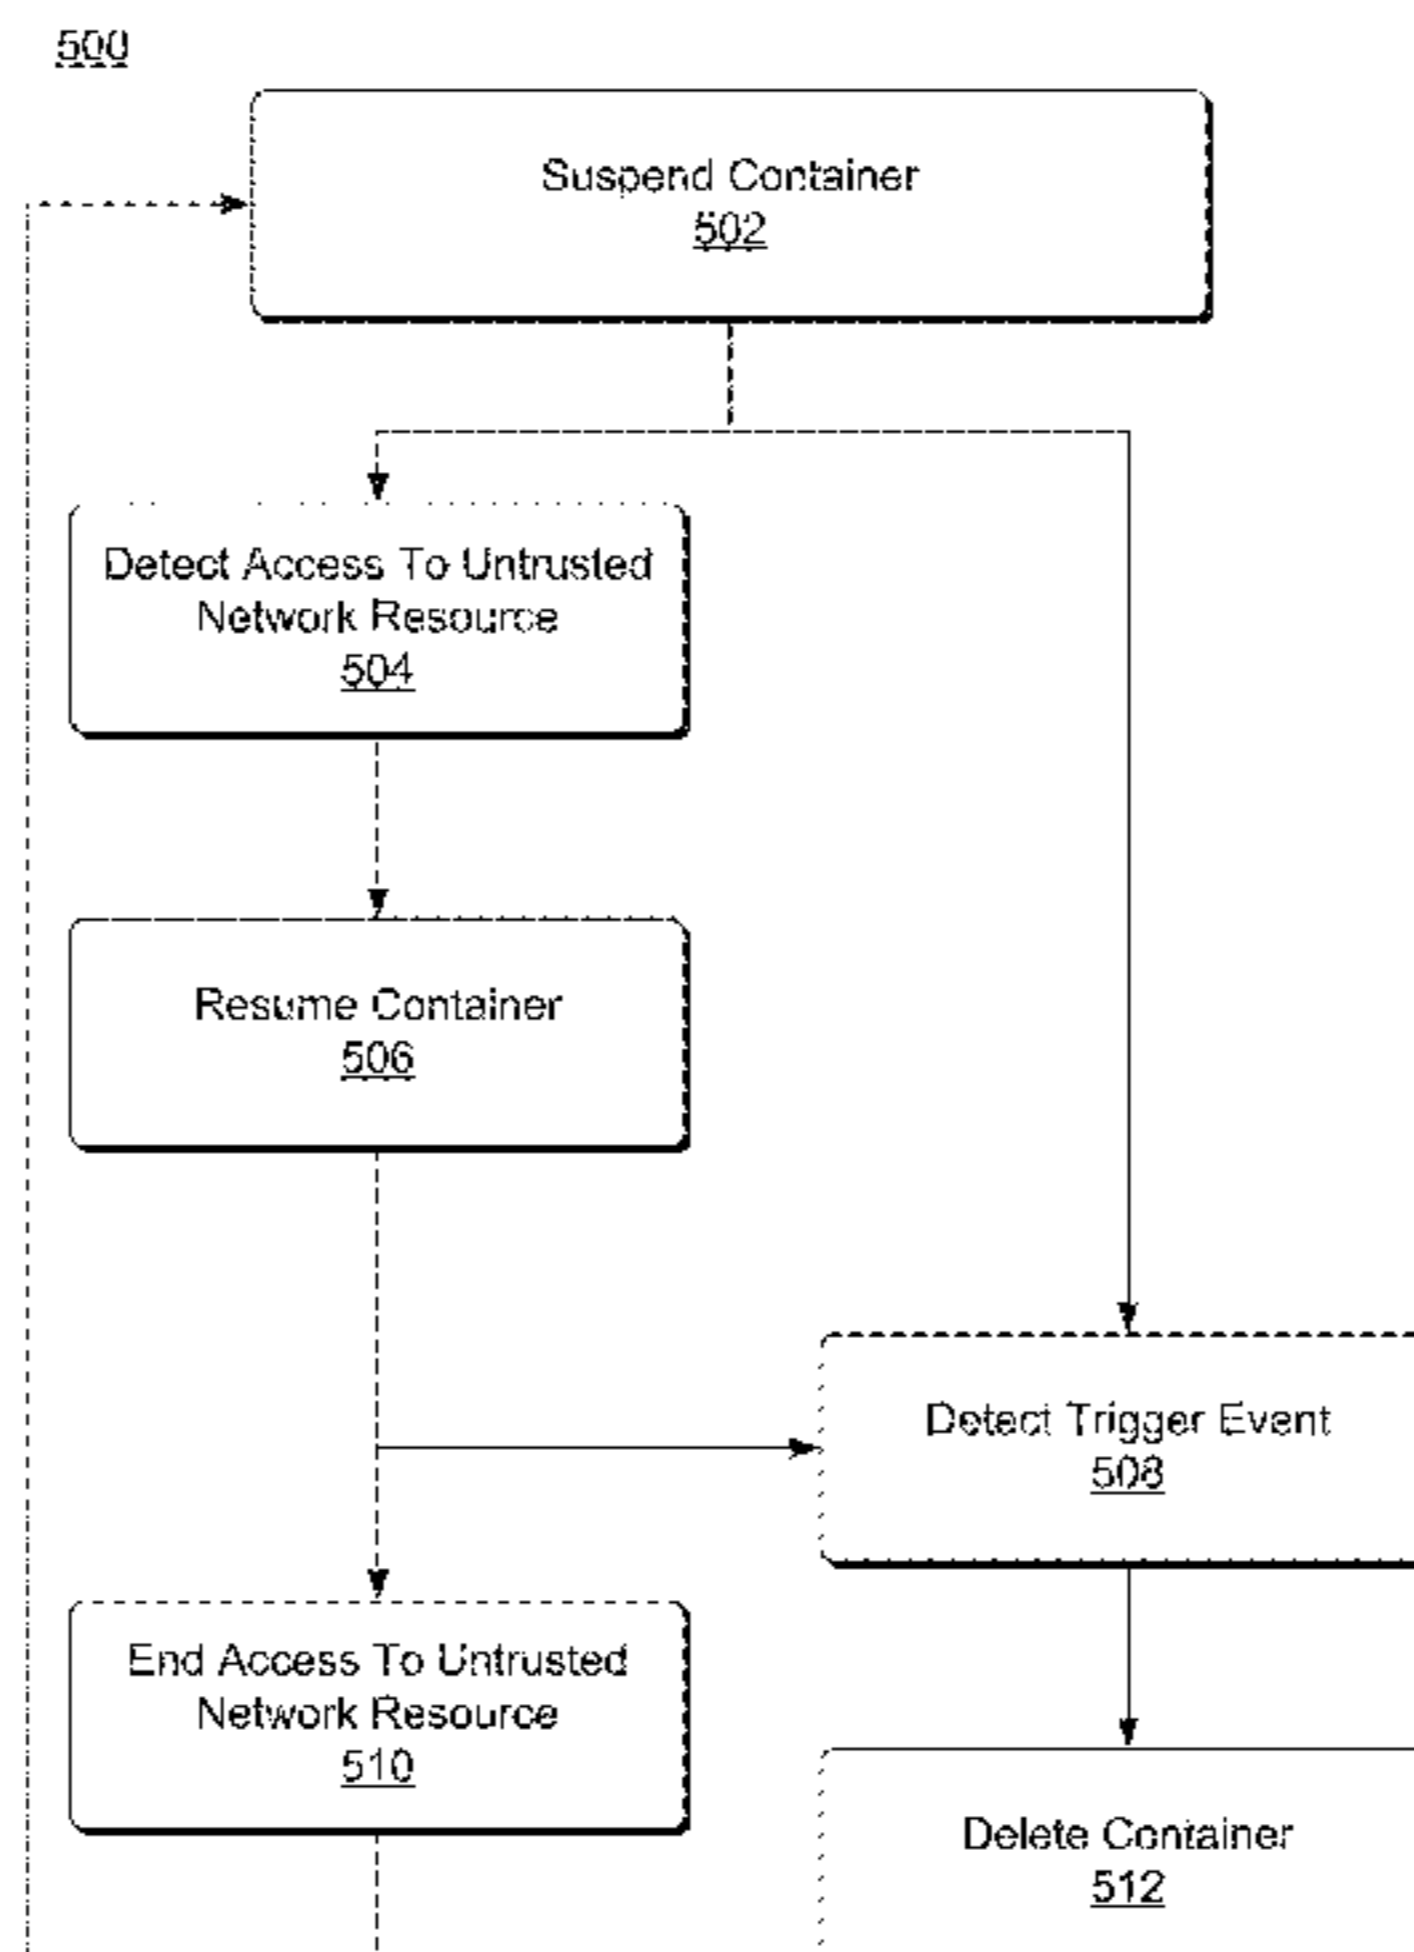 500
Suspend Container
502
Detect Access To Untrusted
Network Resource
504
Resume Container
506
Detect Trigger Event
508
End Access To Untrusted
Network Resource
510
Delete Container
512